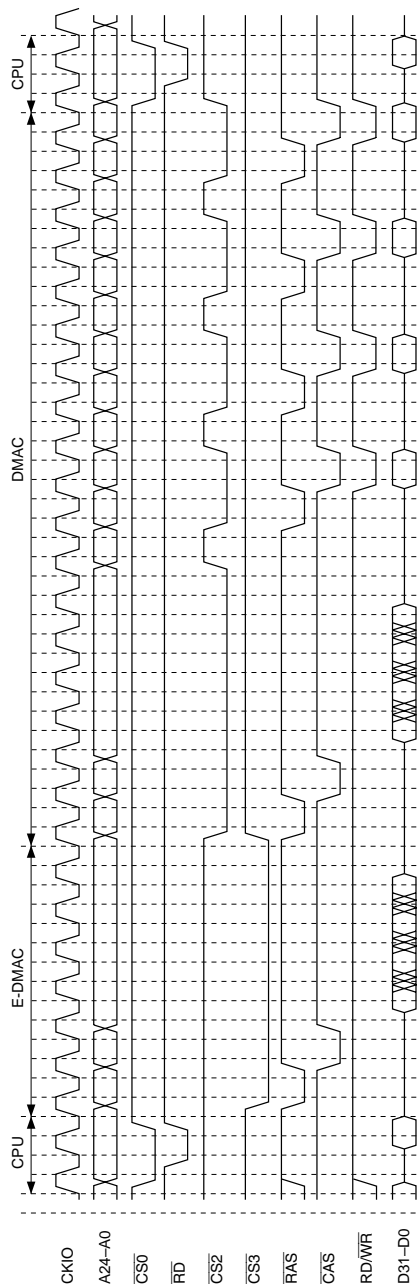 CPU
E-DMAC
DMAC
CPU
CKIO
A24–A0
CS0
RD
CS2
CS3
RAS
CAS
RD/WR
D31–D0